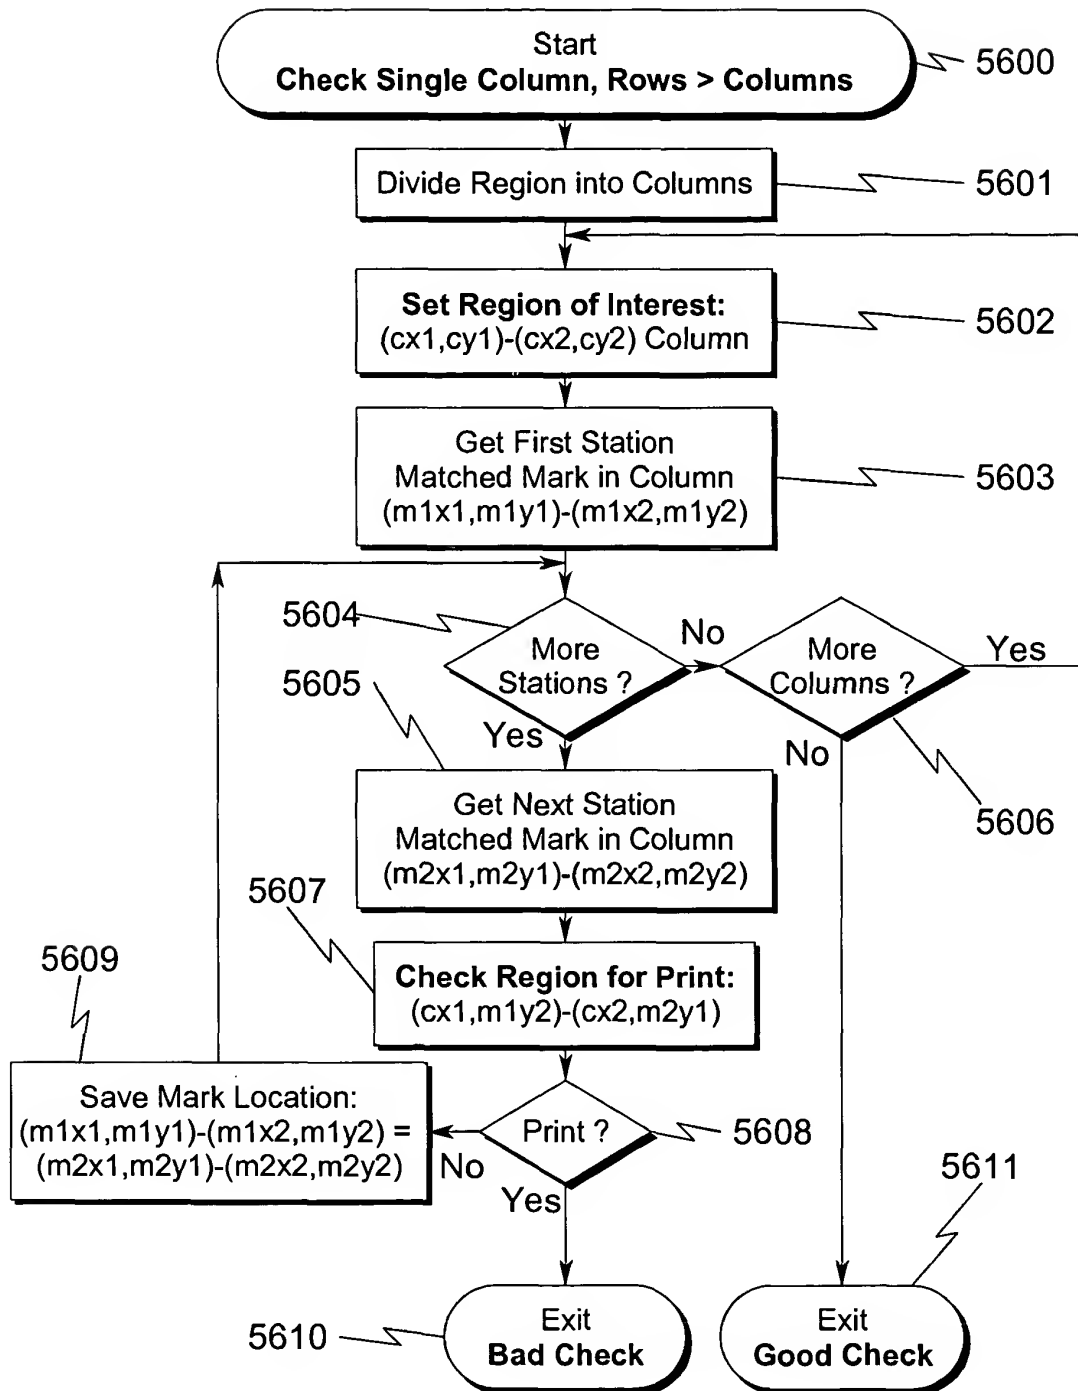 Start
Check Single Column, Rows > Columns
5600
Divide Region into Columns
5601
Set Region of Interest:
(cx1,cy1)-(cx2,cy2) Column
5602
Get First Station
Matched Mark in Column
(m1x1,m1y1)-(m1x2,m1y2)
5603
5604
More
Stations ?
No
More
Columns ?
Yes
5605
Yes
No
5606
Get Next Station
Matched Mark in Column
(m2x1,m2y1)-(m2x2,m2y2)
5607
Check Region for Print:
(cx1,m1y2)-(cx2,m2y1)
5609
Save Mark Location:
(m1x1,m1y1)-(m1x2,m1y2) =
(m2x1,m2y1)-(m2x2,m2y2)
No
Print ?
5608
Yes
5611
5610
Exit
Bad Check
Exit
Good Check